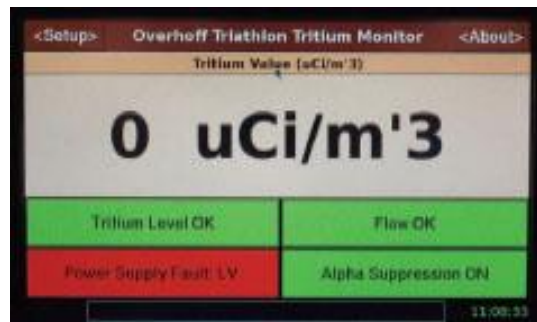 <Setup> Overhoff Triathlon Tritium Monitor <About>
Tritium Value (uCi/m'3)
0 uCi/m'3
Tritium Level OK Flow OK
Power Supply Fault: LV Alpha Suppression ON
11:08:33